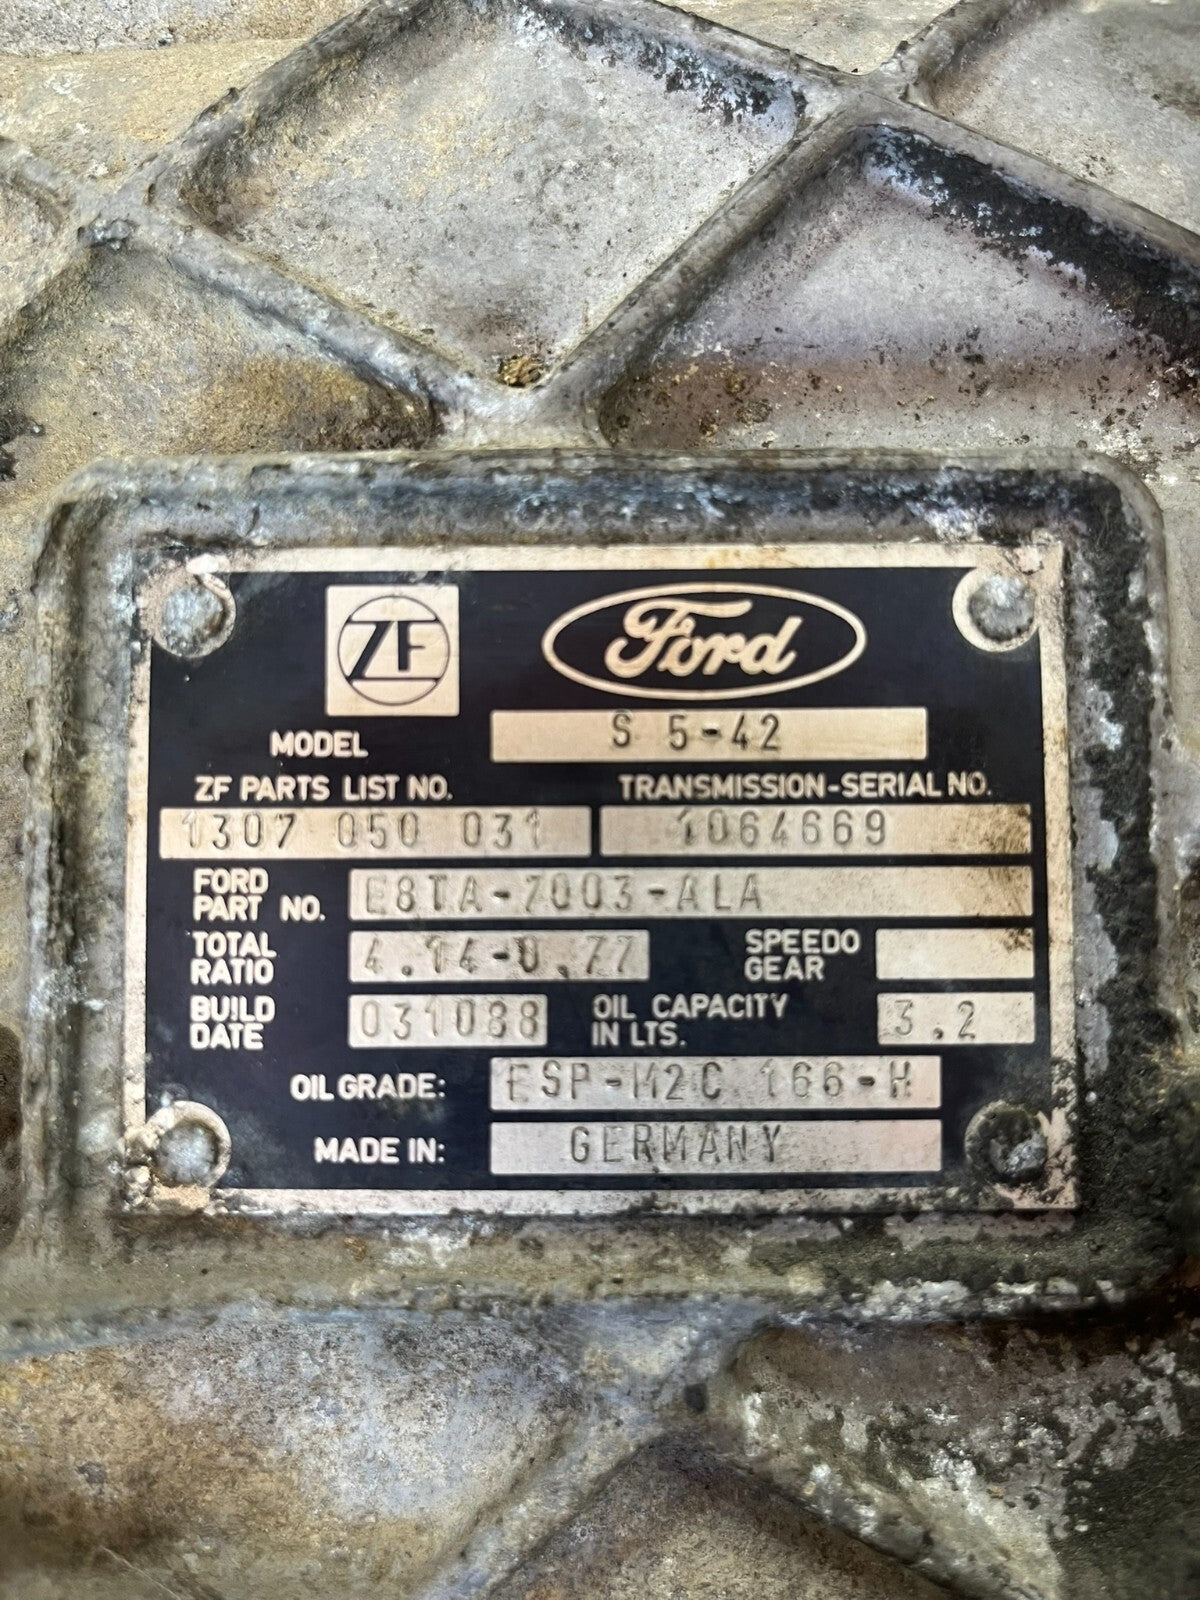 ZF Ford
MODEL S 5-42
ZF PARTS LIST NO. TRANSMISSION-SERIAL NO.
1307 050 031 1064669
FORD
PART NO. E8TA-7003-ALA
TOTAL
RATIO 4.14-0.77 SPEEDO
GEAR
BUILD
DATE 031088 OIL CAPACITY
IN LTS. 3.2
OIL GRADE: ESP-M2C 166-H
MADE IN: GERMANY